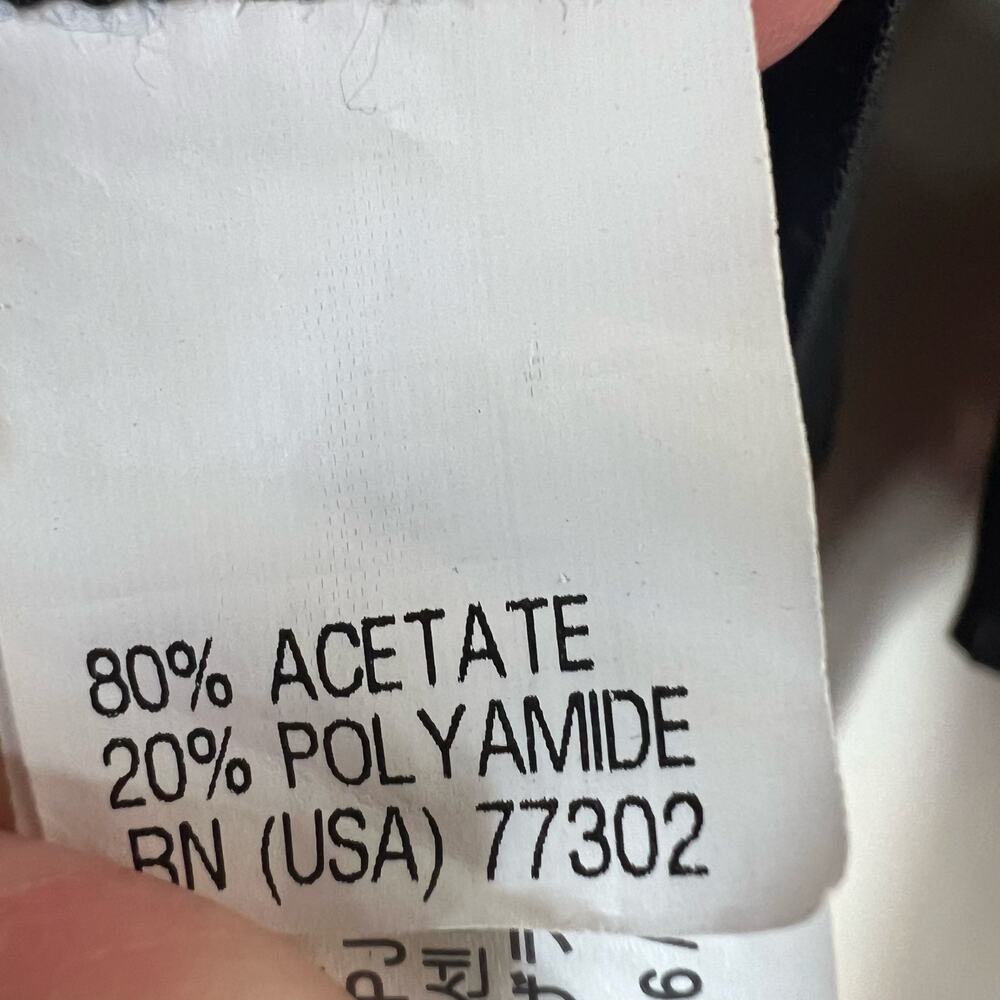 80% ACETATE
20% POLYAMIDE
RN (USA) 77302